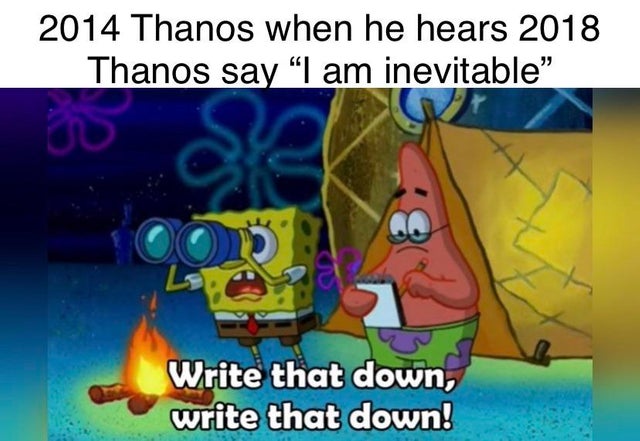 2014 Thanos when he hears 2018
Thanos say “I am inevitable”
Write that down,
write that down!